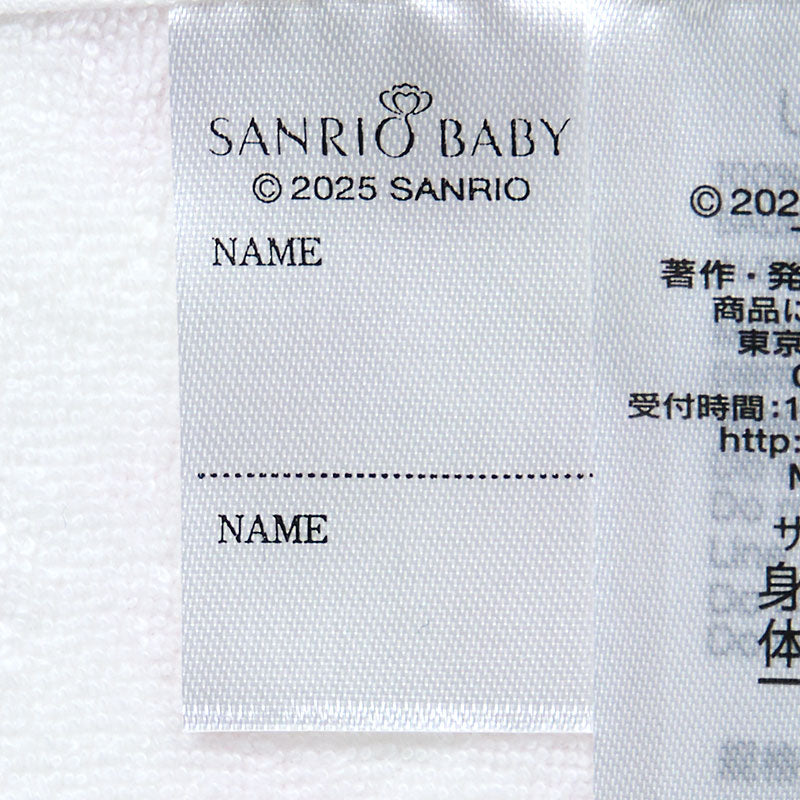 SANRIO BABY
© 2025 SANRIO
NAME
NAME
© 202
著作・発
商品に
東京
受付時間:1
http:
サ
身
体